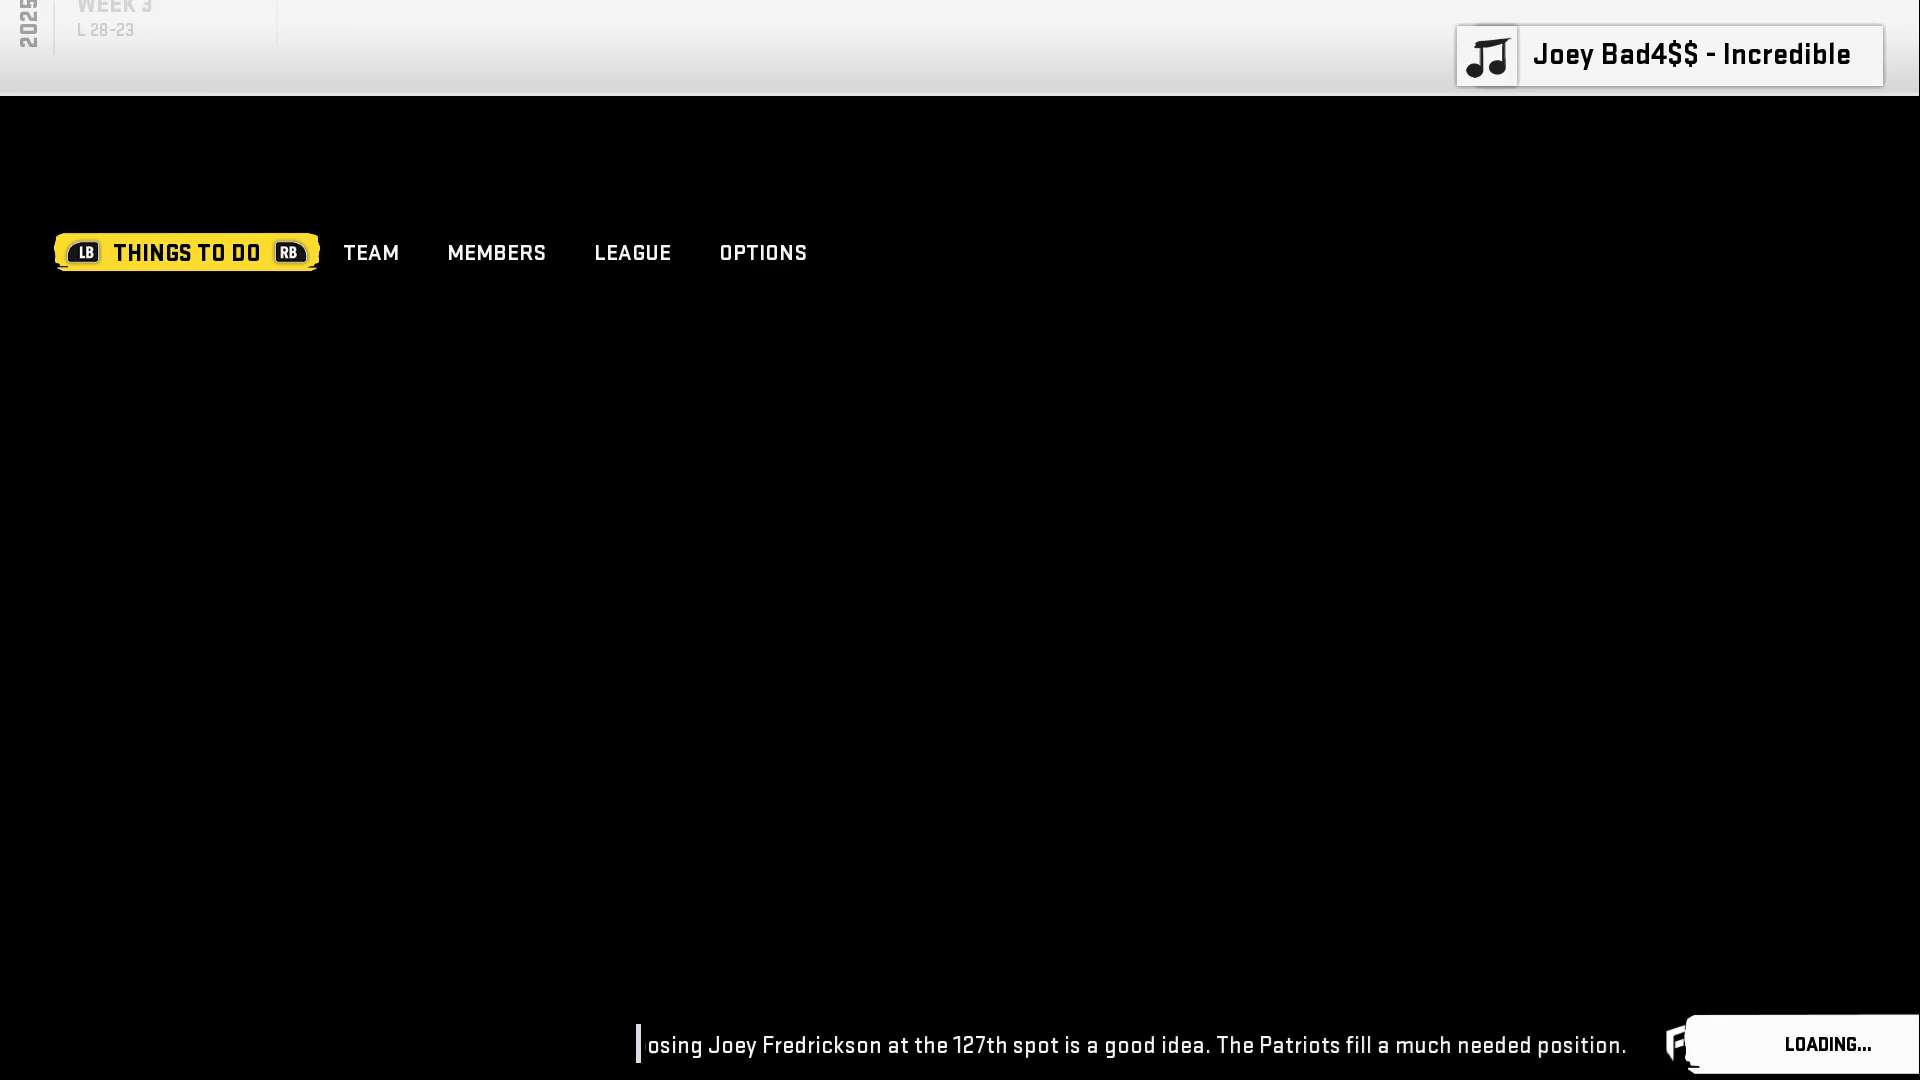 2025
WEEK 3
L 28-23
Joey Bad4$$ - Incredible
LB THINGS TO DO RB TEAM MEMBERS LEAGUE OPTIONS
osing Joey Fredrickson at the 127th spot is a good idea. The Patriots fill a much needed position.
LOADING...